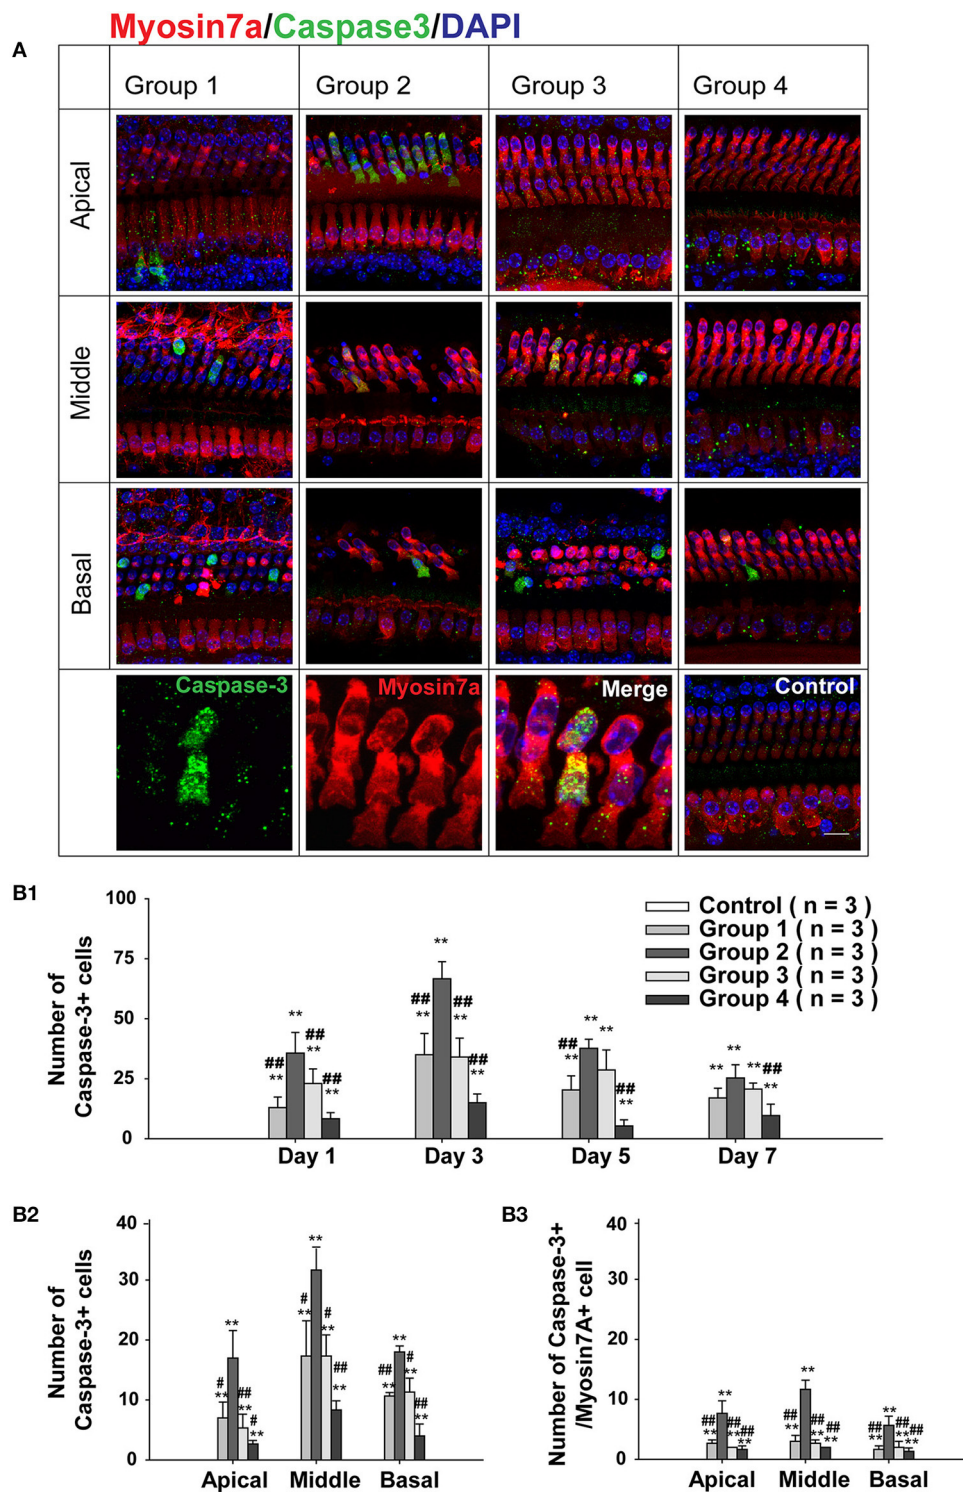 Myosin7a/Caspase3/DAPI
A
Group 1 Group 2 Group 3 Group 4
Apical
Middle
Basal
Caspase-3 Myosin7a Merge Control
B1
Number of
Caspase-3+ cells
100
75
50
25
0
Control ( n = 3 )
Group 1 ( n = 3 )
Group 2 ( n = 3 )
Group 3 ( n = 3 )
Group 4 ( n = 3 )
## ** ** ## ** ## **
## ** ** ## ** ## **
## ** ** ** ## **
** ** ** ## **
Day 1 Day 3 Day 5 Day 7
B2
Number of
Caspase-3+ cells
40
30
20
10
0
# ** ** ## ** # **
# ** ** # ** ## **
## ** ** # ** ## **
Apical Middle Basal
B3
Number of Caspase-3+
/Myosin7A+ cell
40
30
20
10
0
## ** ** ## ** ## **
## ** ** ## ** ## **
## ** ** ## ** ## **
Apical Middle Basal